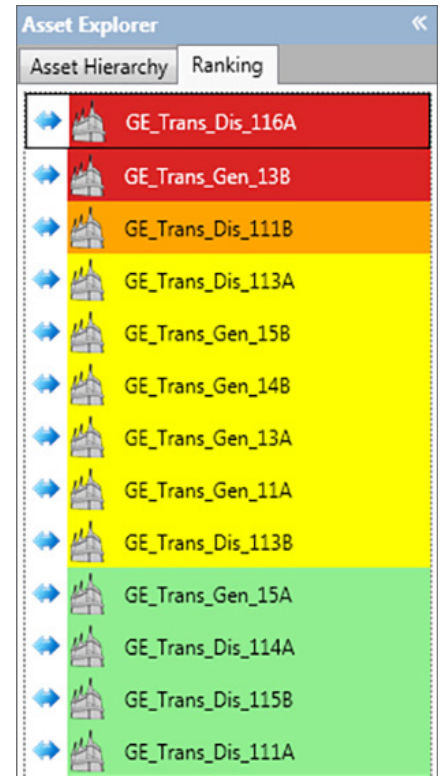 Asset Explorer
Asset Hierarchy Ranking
GE_Trans_Dis_116A
GE_Trans_Gen_13B
GE_Trans_Dis_111B
GE_Trans_Dis_113A
GE_Trans_Gen_15B
GE_Trans_Gen_14B
GE_Trans_Gen_13A
GE_Trans_Gen_11A
GE_Trans_Dis_113B
GE_Trans_Gen_15A
GE_Trans_Dis_114A
GE_Trans_Dis_115B
GE_Trans_Dis_111A